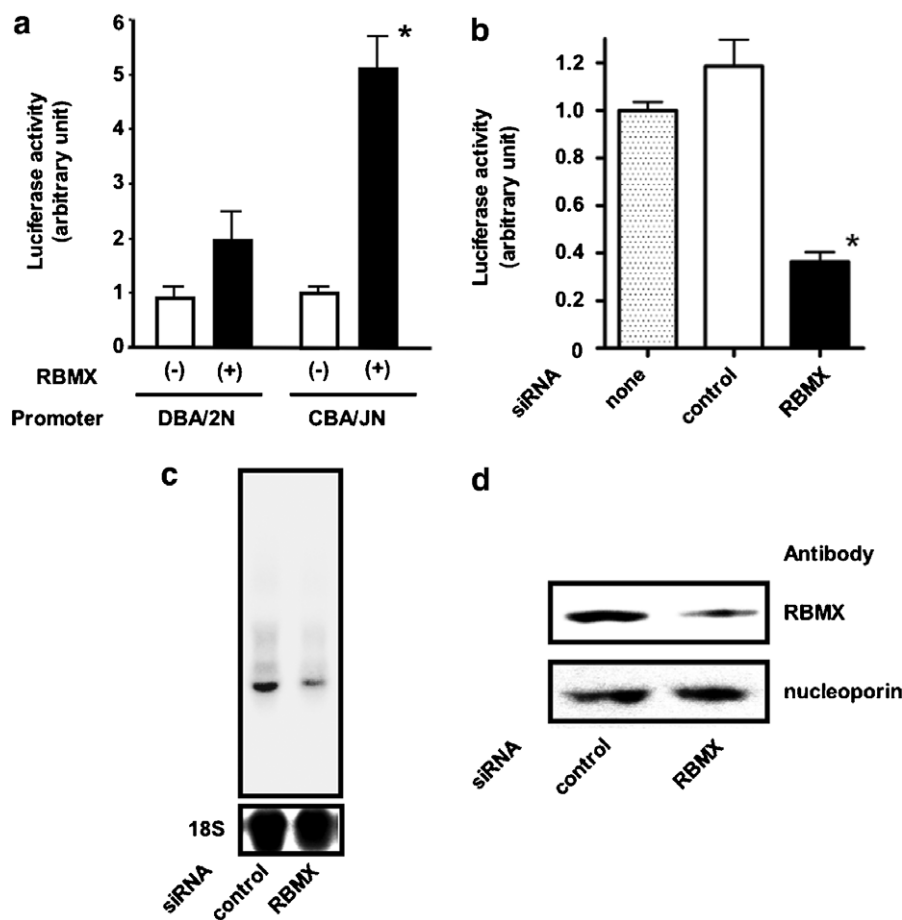 a
Luciferase activity
(arbitrary unit)
6
5
4
3
2
1
0
*
RBMX (-) (+) (-) (+)
Promoter DBA/2N CBA/JN
b
Luciferase activity
(arbitrary unit)
1.2
1.0
0.8
0.6
0.4
0.2
0
*
siRNA none control RBMX
c
18S
siRNA control RBMX
d
Antibody
RBMX
nucleoporin
siRNA control RBMX